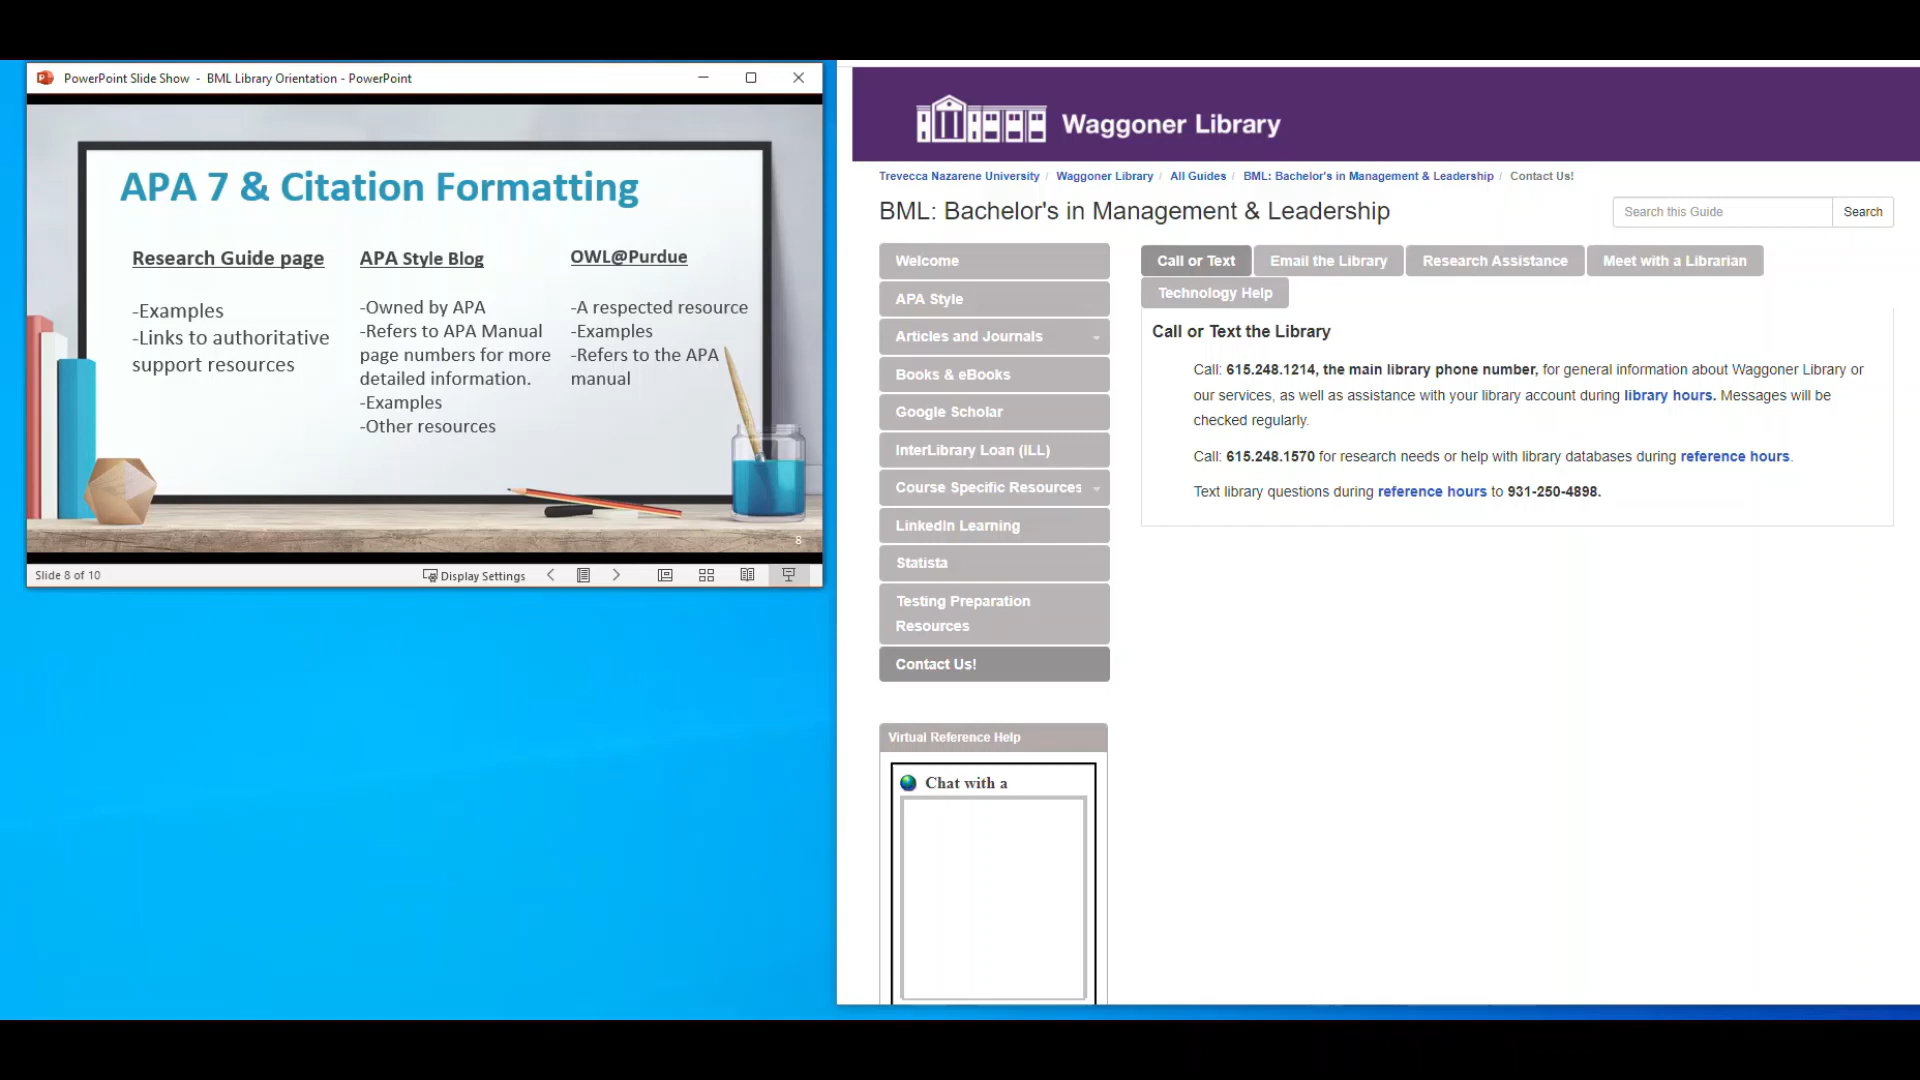 PowerPoint Slide Show - BML Library Orientation - PowerPoint
APA 7 & Citation Formatting
Research Guide page
-Examples
-Links to authoritative
support resources
APA Style Blog
-Owned by APA
-Refers to APA Manual
page numbers for more
detailed information.
-Examples
-Other resources
OWL@Purdue
-A respected resource
-Examples
-Refers to the APA
manual
8
Slide 8 of 10
Display Settings
Waggoner Library
Trevecca Nazarene University / Waggoner Library / All Guides / BML: Bachelor's in Management & Leadership / Contact Us!
BML: Bachelor's in Management & Leadership
Search this Guide
Search
Welcome
APA Style
Articles and Journals
Books & eBooks
Google Scholar
InterLibrary Loan (ILL)
Course Specific Resources
LinkedIn Learning
Statista
Testing Preparation
Resources
Contact Us!
Virtual Reference Help
Chat with a
Call or Text
Email the Library
Research Assistance
Meet with a Librarian
Technology Help
Call or Text the Library
Call: 615.248.1214, the main library phone number, for general information about Waggoner Library or
our services, as well as assistance with your library account during library hours. Messages will be
checked regularly.
Call: 615.248.1570 for research needs or help with library databases during reference hours.
Text library questions during reference hours to 931-250-4898.